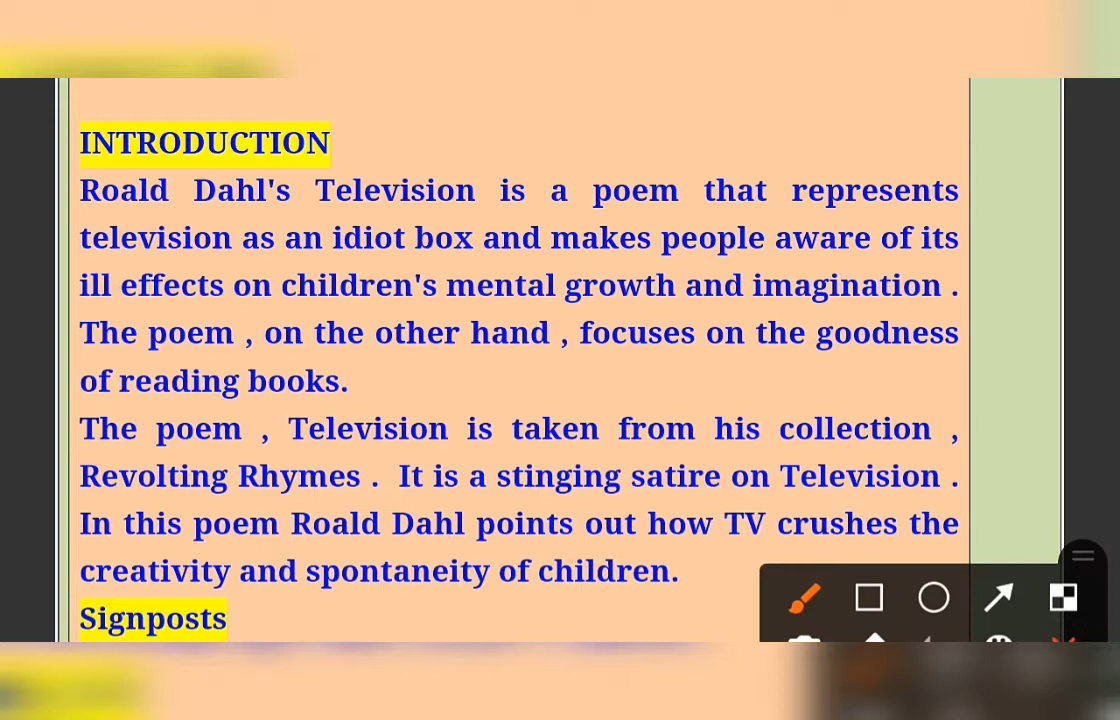 INTRODUCTION
Roald Dahl's Television is a poem that represents
television as an idiot box and makes people aware of its
ill effects on children's mental growth and imagination .
The poem , on the other hand , focuses on the goodness
of reading books.
The poem , Television is taken from his collection ,
Revolting Rhymes .  It is a stinging satire on Television .
In this poem Roald Dahl points out how TV crushes the
creativity and spontaneity of children.
Signposts